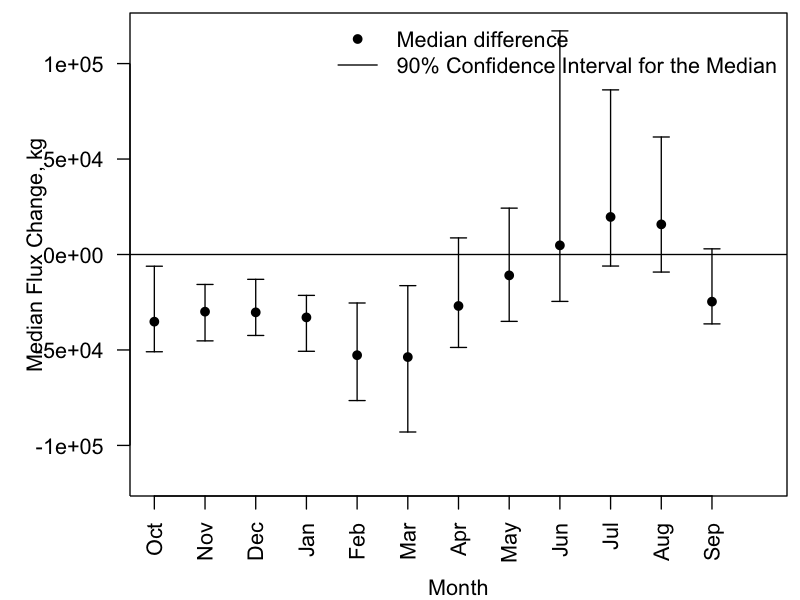 Median difference
90% Confidence Interval for the Median
Median Flux Change, kg
1e+05
5e+04
0e+00
-5e+04
-1e+05
Oct
Nov
Dec
Jan
Feb
Mar
Apr
May
Jun
Jul
Aug
Sep
Month